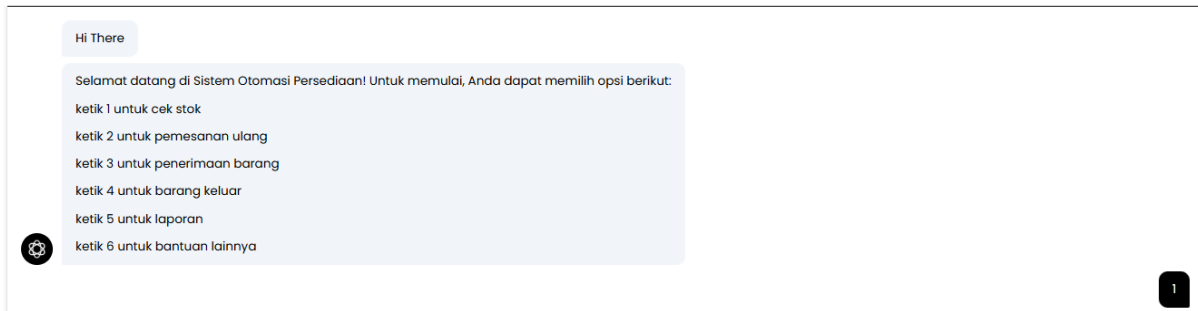 Hi There
Selamat datang di Sistem Otomasi Persediaan! Untuk memulai, Anda dapat memilih opsi berikut:
ketik 1 untuk cek stok
ketik 2 untuk pemesanan ulang
ketik 3 untuk penerimaan barang
ketik 4 untuk barang keluar
ketik 5 untuk laporan
ketik 6 untuk bantuan lainnya
1